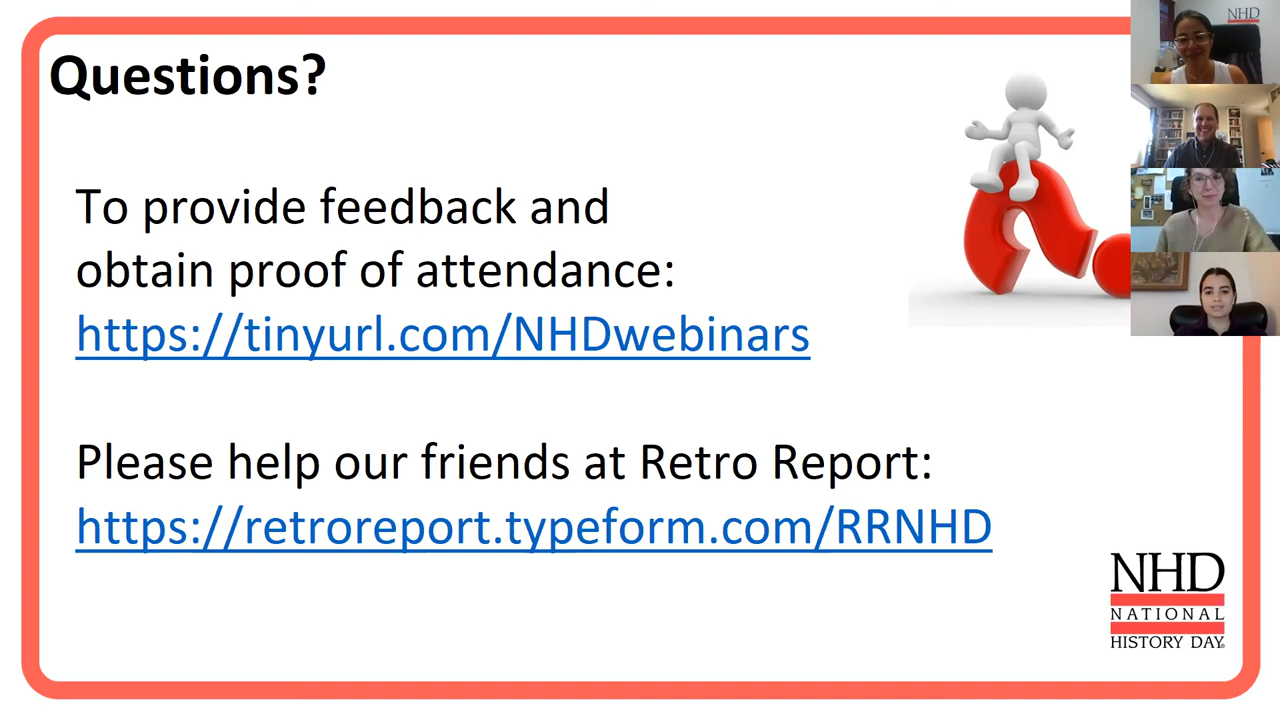 Questions?
To provide feedback and
obtain proof of attendance:
https://tinyurl.com/NHDwebinars
Please help our friends at Retro Report:
https://retroreport.typeform.com/RRNHD
NHD
NATIONAL
HISTORY DAY®
NHD